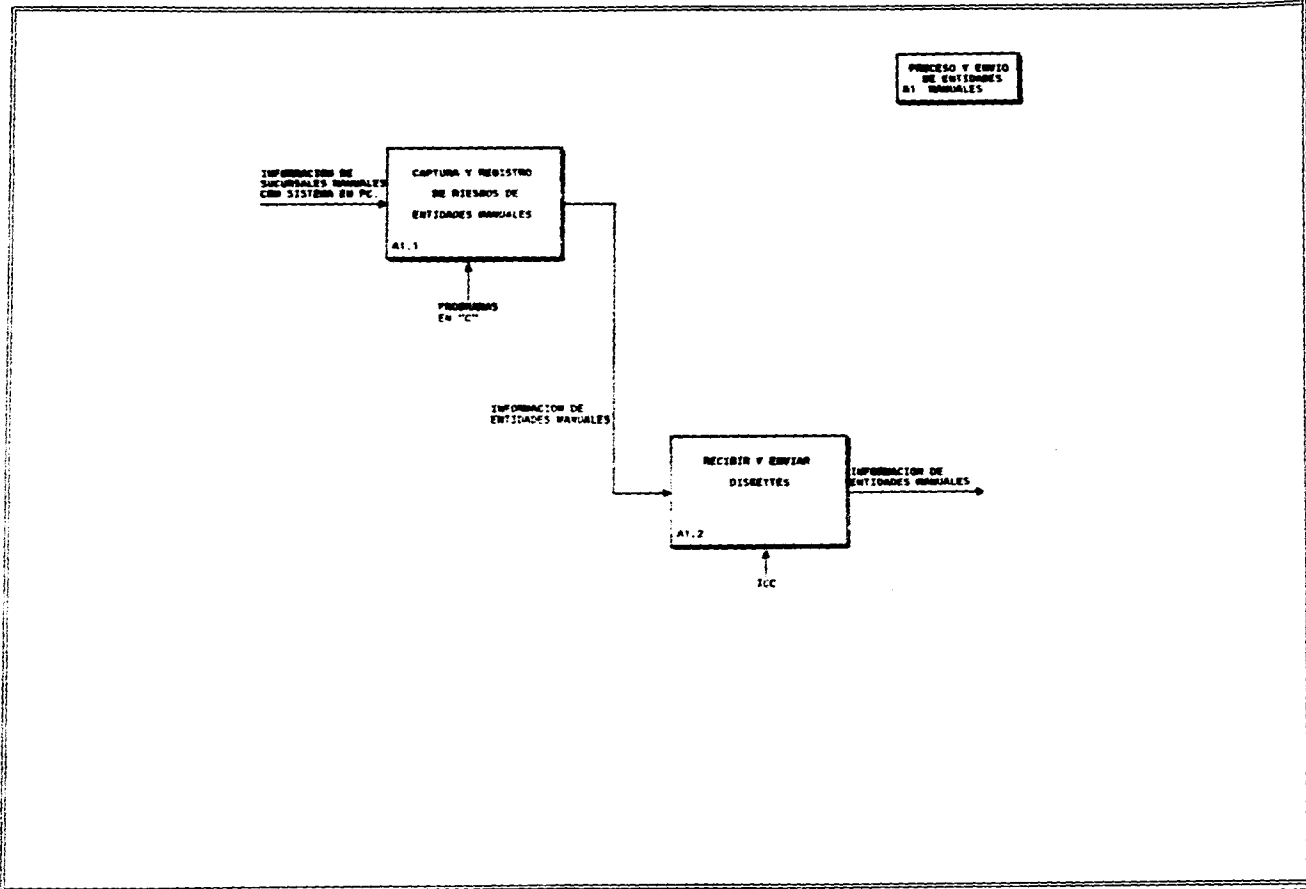 PROCESO Y ENVIO
DE ENTIDADES
A1 MANUALES
INFORMACION DE
SUCURSALES MANUALES
CON SISTEMA EN PC.
CAPTURA Y REGISTRO
DE RIESGOS DE
ENTIDADES MANUALES
A1.1
PROGRAMAS
EN "C"
INFORMACION DE
ENTIDADES MANUALES
RECIBIR Y ENVIAR
DISKETTES
A1.2
INFORMACION DE
ENTIDADES MANUALES